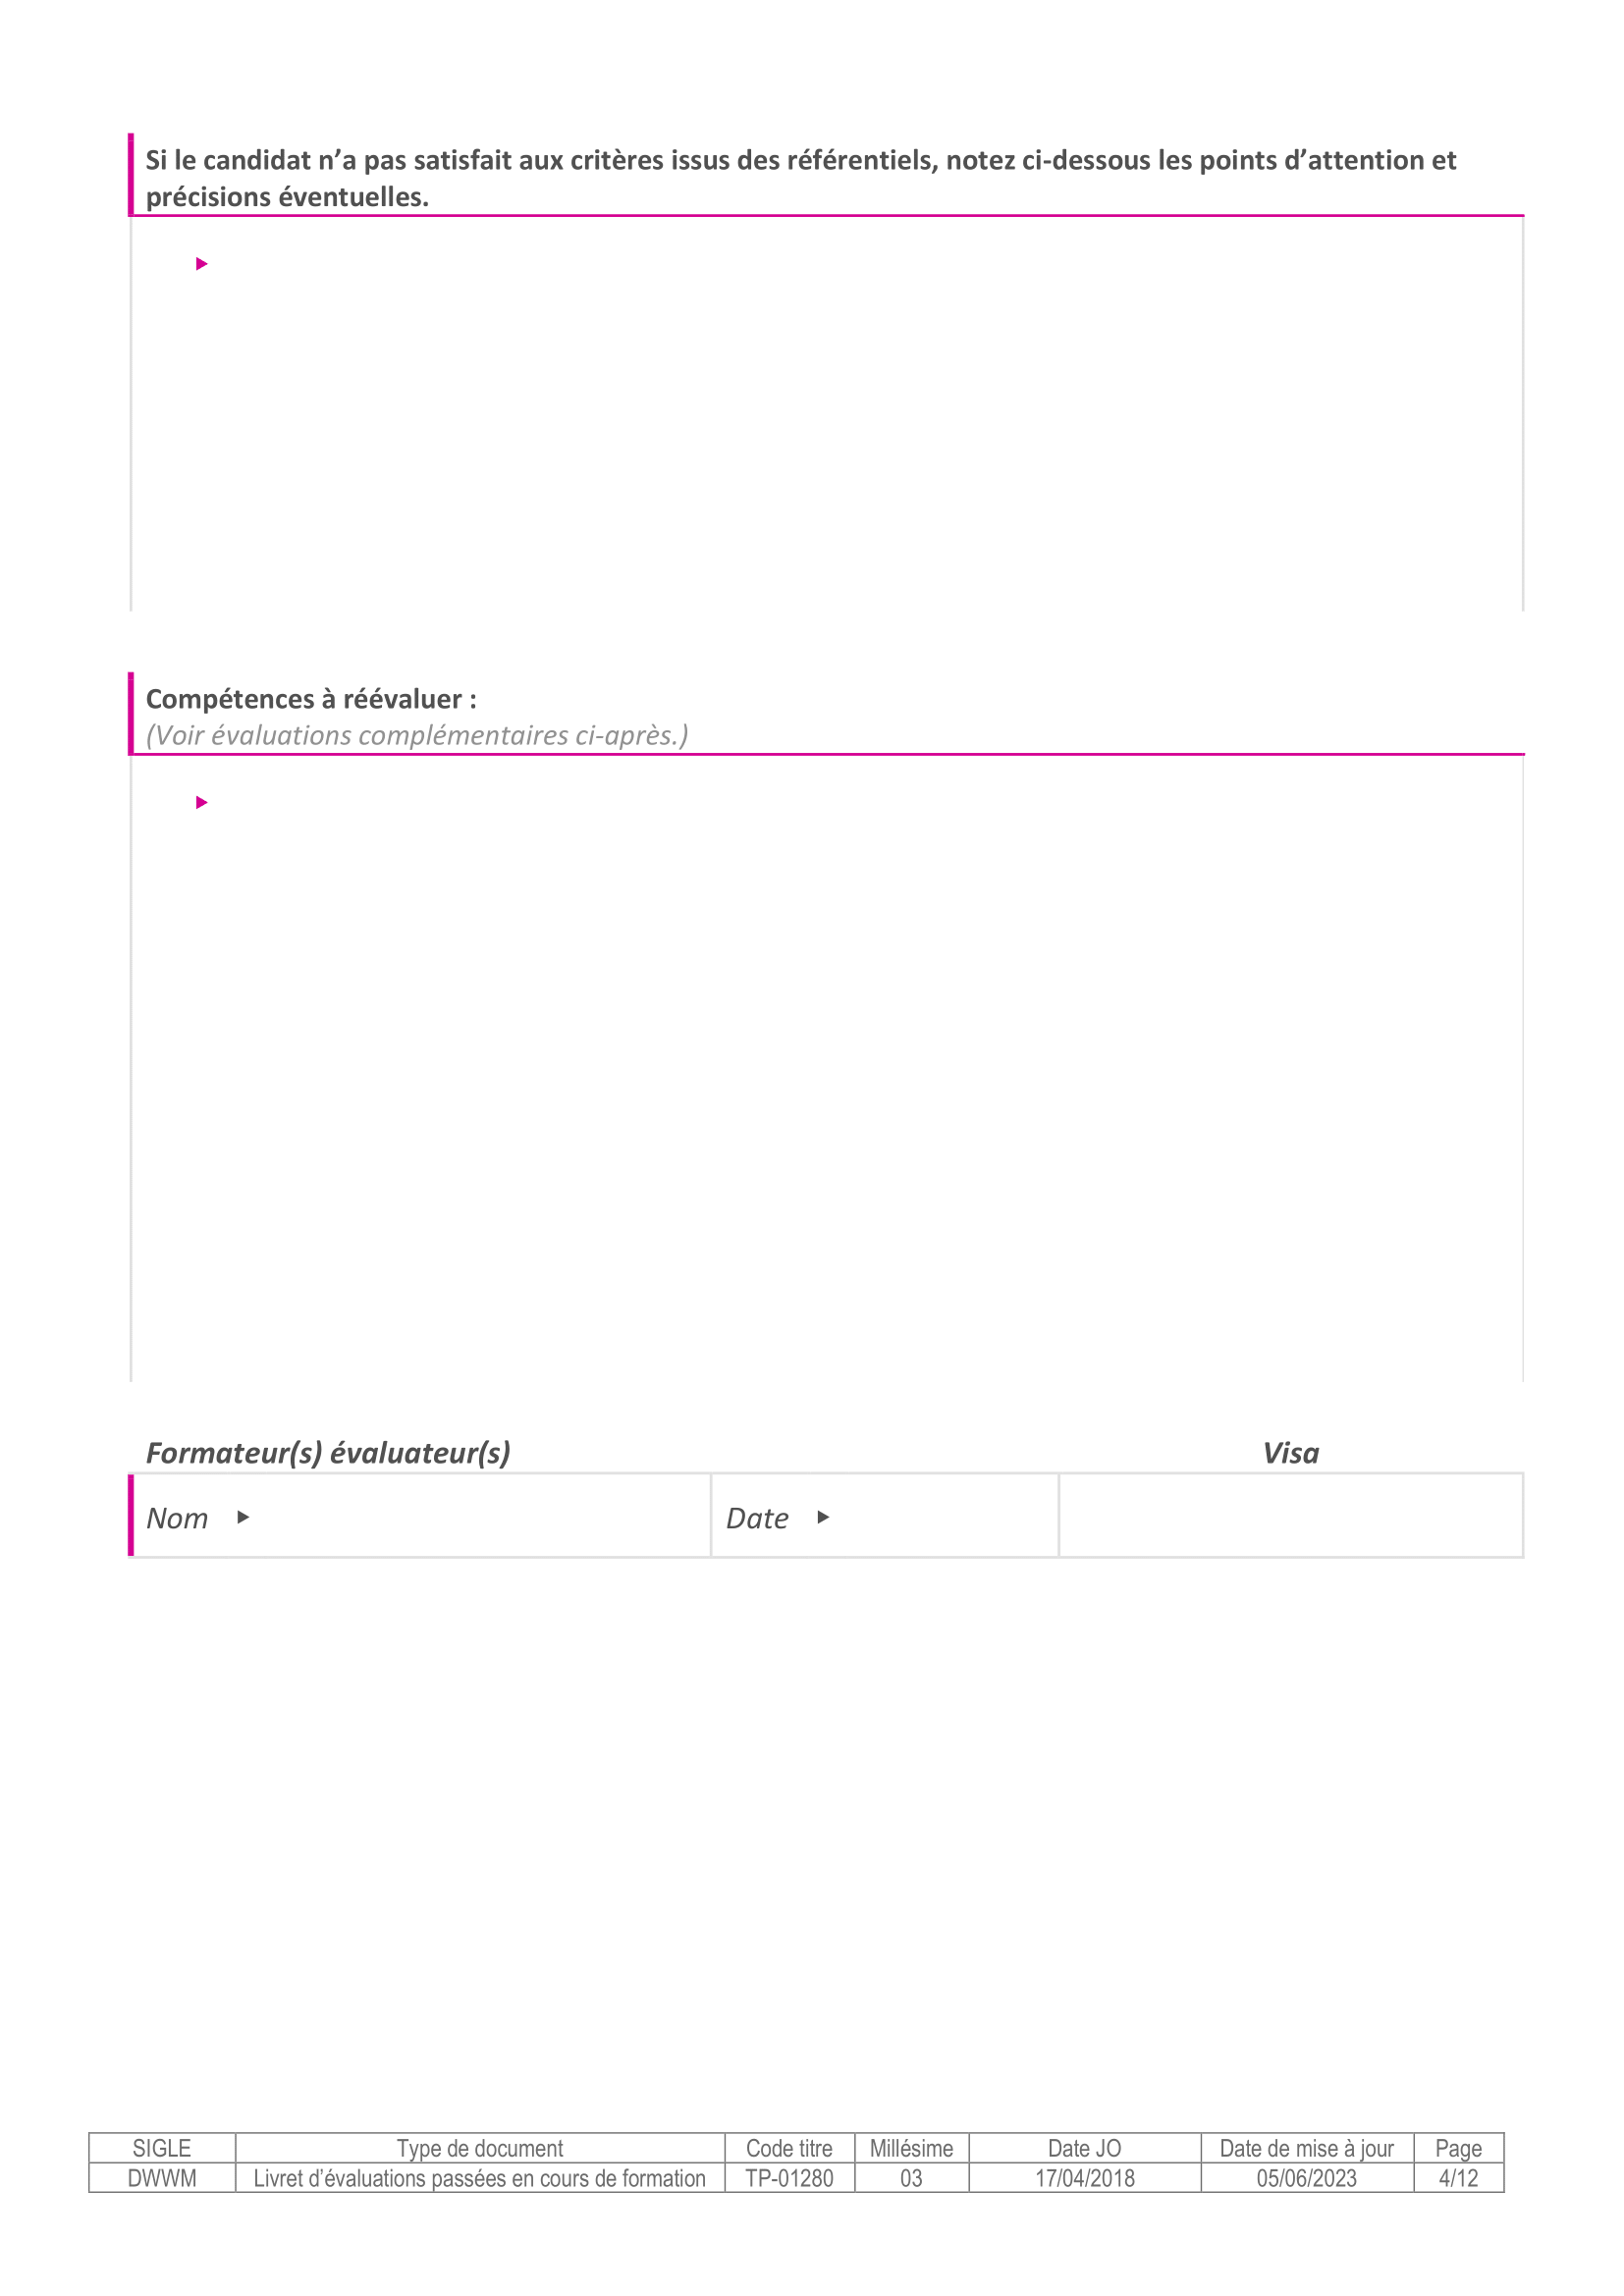 Si le candidat n’a pas satisfait aux critères issus des référentiels, notez ci-dessous les points d’attention et
précisions éventuelles.
Compétences à réévaluer :
(Voir évaluations complémentaires ci-après.)
Formateur(s) évaluateur(s) Visa
Nom Date
SIGLE Type de document Code titre Millésime Date JO Date de mise à jour Page
DWWM Livret d’évaluations passées en cours de formation TP-01280 03 17/04/2018 05/06/2023 4/12